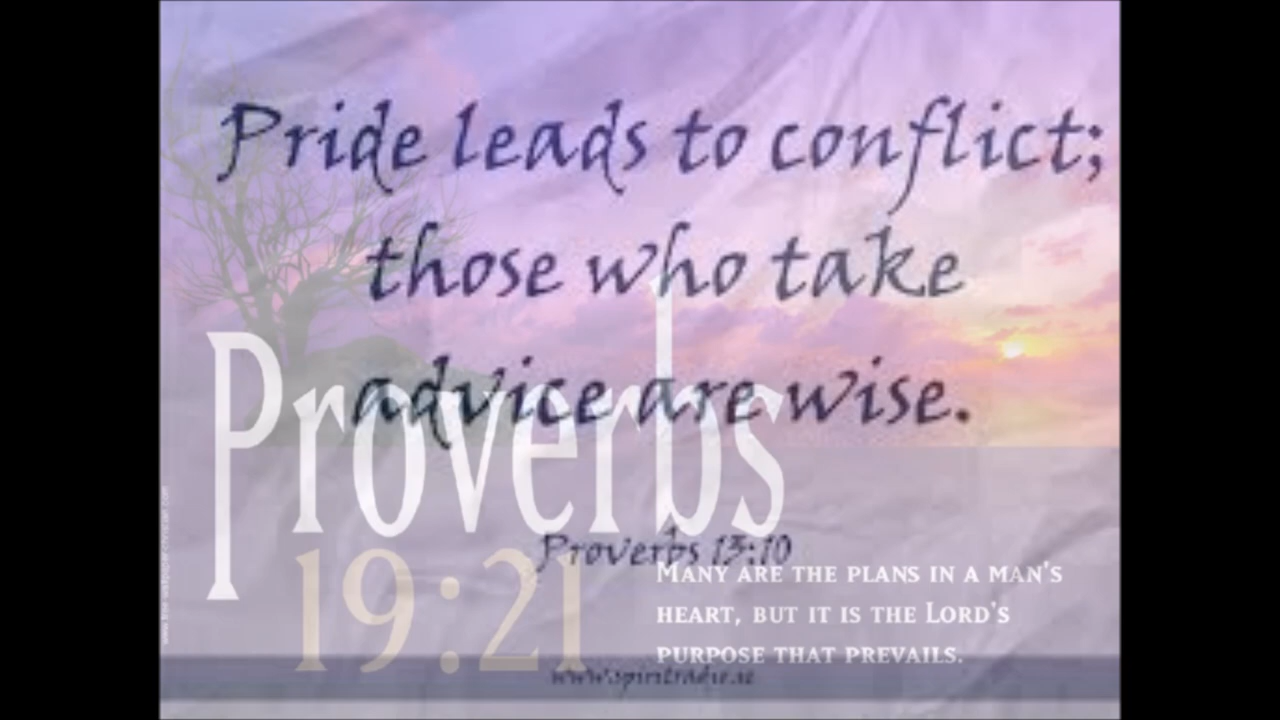 Pride leads to conflict;
those who take
advice are wise.
Proverbs
Proverbs 13:10
19:21
MANY ARE THE PLANS IN A MAN'S
HEART, BUT IT IS THE LORD'S
PURPOSE THAT PREVAILS.
www.spiritradio.ie